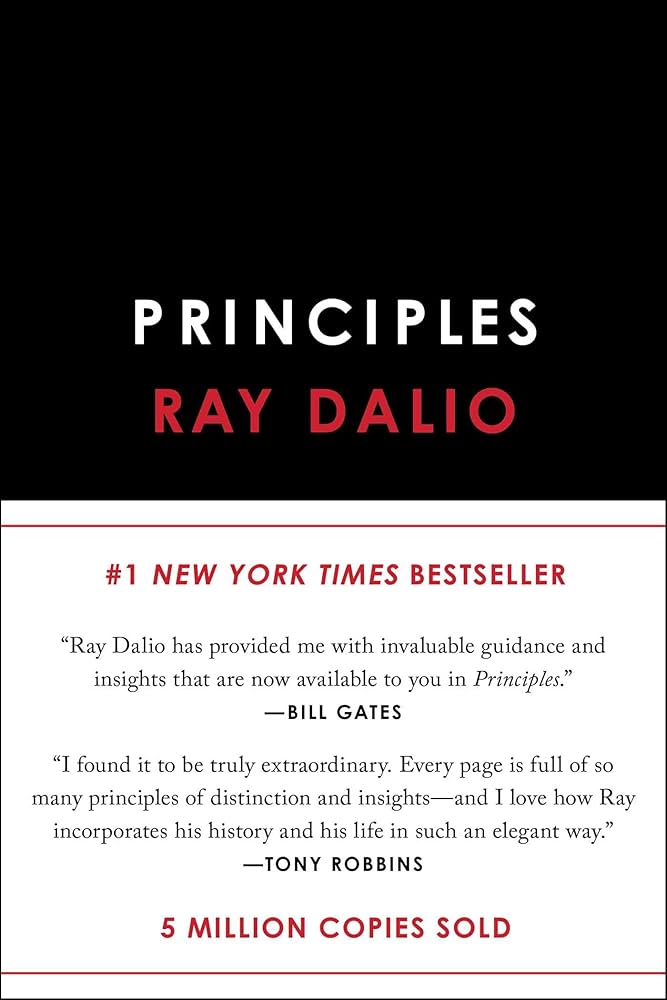 PRINCIPLES
RAY DALIO
#1 NEW YORK TIMES BESTSELLER
“Ray Dalio has provided me with invaluable guidance and
insights that are now available to you in Principles.”
—BILL GATES
“I found it to be truly extraordinary. Every page is full of so
many principles of distinction and insights—and I love how Ray
incorporates his history and his life in such an elegant way.”
—TONY ROBBINS
5 MILLION COPIES SOLD